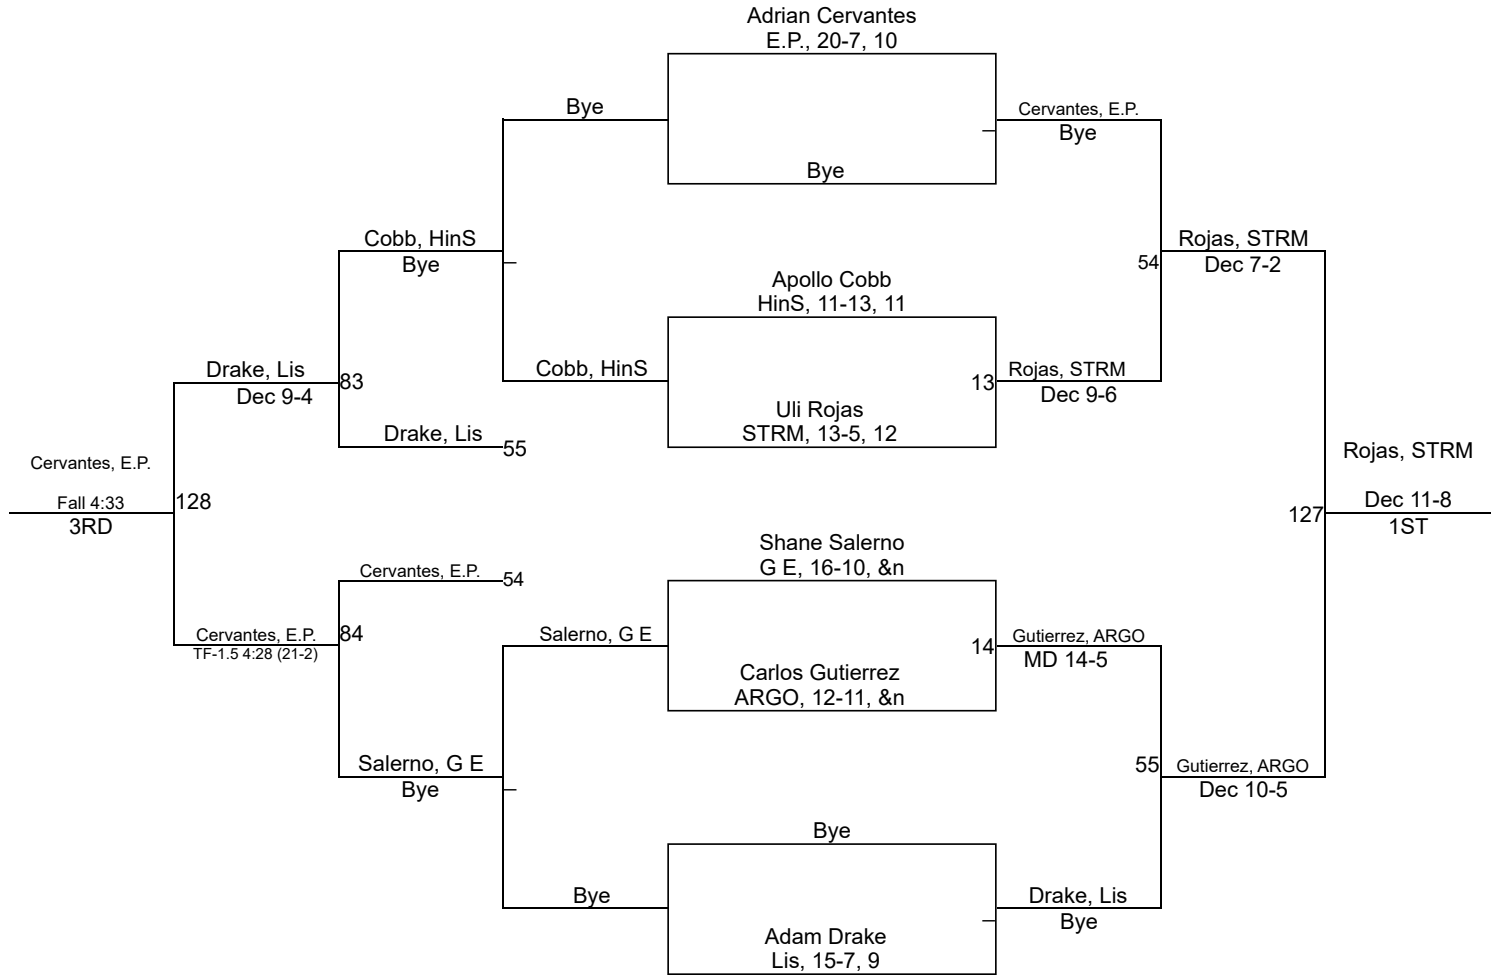 Adrian Cervantes
E.P., 20-7, 10
Bye
Cervantes, E.P.
Bye
Bye
Cobb, HinS
Bye
Rojas, STRM
54
Dec 7-2
Apollo Cobb
HinS, 11-13, 11
Drake, Lis
83
Dec 9-4
Cobb, HinS
13
Rojas, STRM
Dec 9-6
Uli Rojas
STRM, 13-5, 12
Drake, Lis
55
Cervantes, E.P.
Fall 4:33
128
3RD
Rojas, STRM
Dec 11-8
127
1ST
Shane Salerno
G E, 16-10, &n
Cervantes, E.P.
54
Cervantes, E.P.
84
TF-1.5 4:28 (21-2)
Salerno, G E
14
Gutierrez, ARGO
MD 14-5
Carlos Gutierrez
ARGO, 12-11, &n
Salerno, G E
Bye
55
Gutierrez, ARGO
Dec 10-5
Bye
Bye
Drake, Lis
Bye
Adam Drake
Lis, 15-7, 9